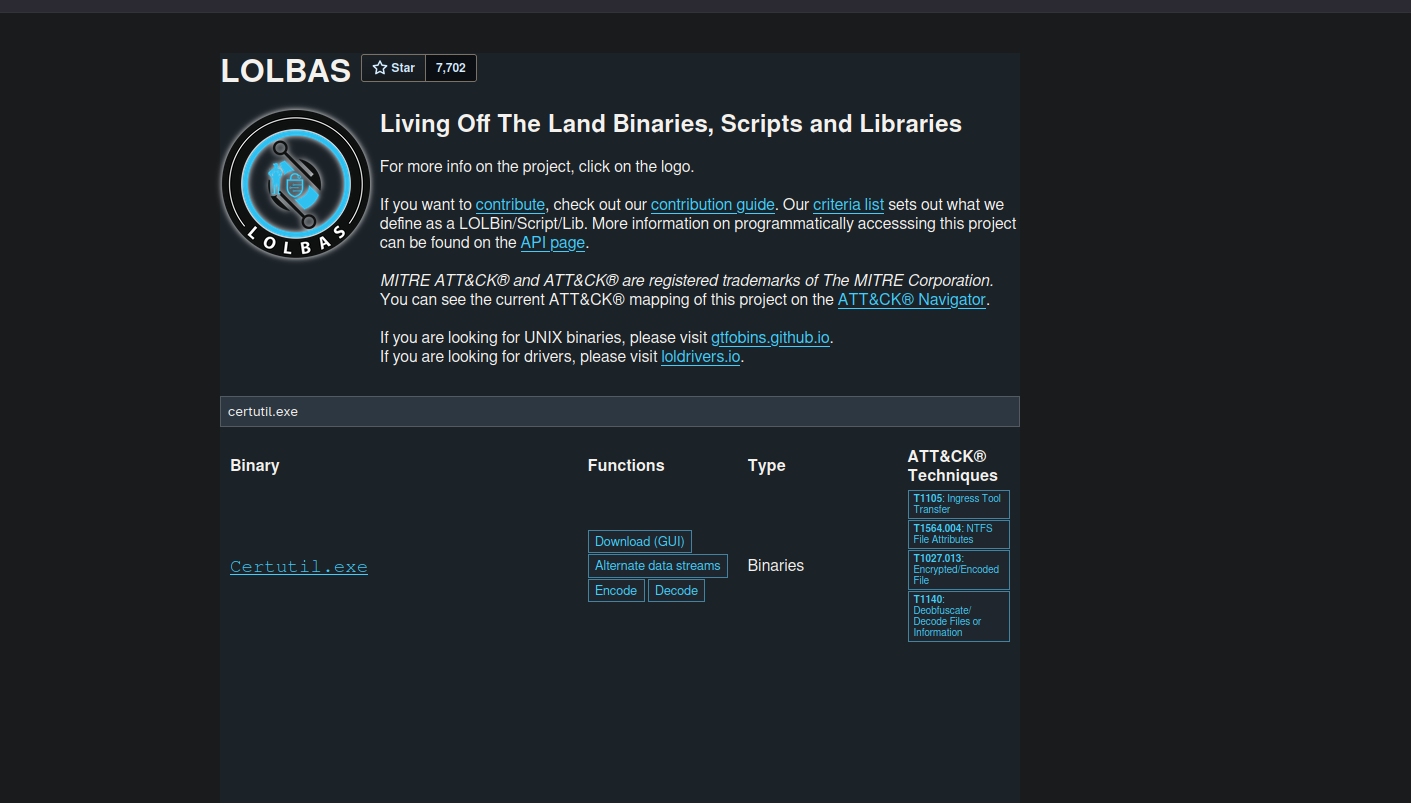 LOLBAS Star 7,702
Living Off The Land Binaries, Scripts and Libraries
For more info on the project, click on the logo.
If you want to contribute, check out our contribution guide. Our criteria list sets out what we
define as a LOLBin/Script/Lib. More information on programmatically accesssing this project
can be found on the API page.
LOLBAS
MITRE ATT&CK® and ATT&CK® are registered trademarks of The MITRE Corporation.
You can see the current ATT&CK® mapping of this project on the ATT&CK® Navigator.
If you are looking for UNIX binaries, please visit gtfobins.github.io.
If you are looking for drivers, please visit loldrivers.io.
certutil.exe
Binary Functions Type ATT&CK®
Techniques
Certutil.exe
Download (GUI)
Alternate data streams
Encode Decode
Binaries
T1105: Ingress Tool
Transfer
T1564.004: NTFS
File Attributes
T1027.013:
Encrypted/Encoded
File
T1140:
Deobfuscate/
Decode Files or
Information